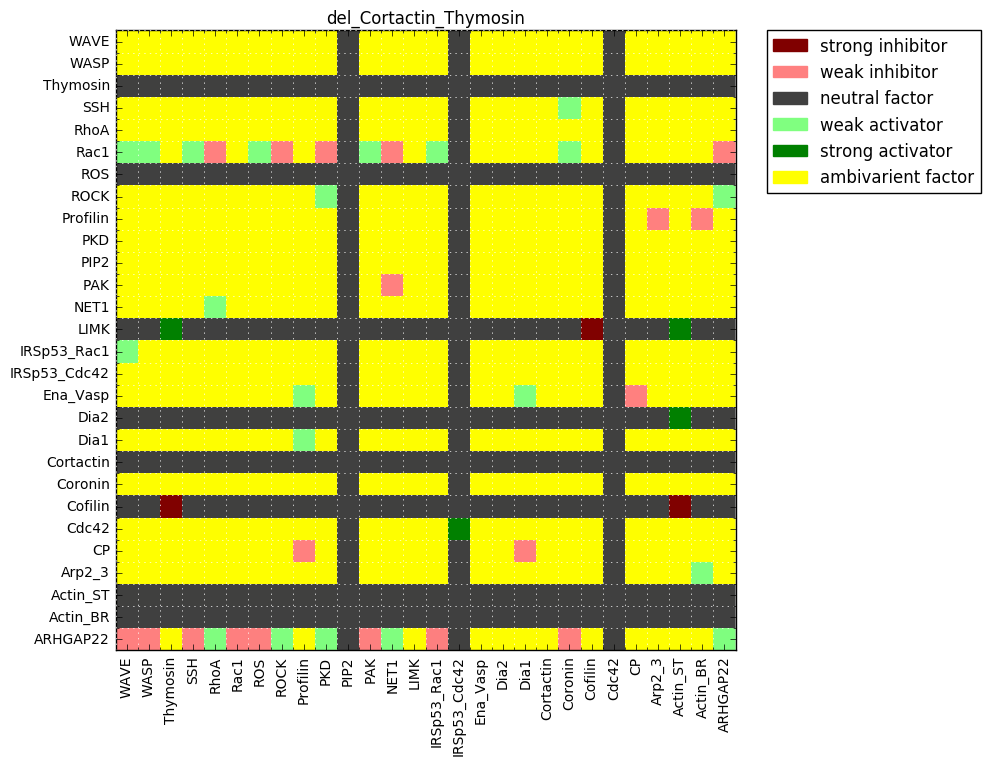 del_Cortactin_Thymosin
WAVE
WASP
Thymosin
SSH
RhoA
Rac1
ROS
ROCK
Profilin
PKD
PIP2
PAK
NET1
LIMK
IRSp53_Rac1
IRSp53_Cdc42
Ena_Vasp
Dia2
Dia1
Cortactin
Coronin
Cofilin
Cdc42
CP
Arp2_3
Actin_ST
Actin_BR
ARHGAP22
WAVE
WASP
Thymosin
SSH
RhoA
Rac1
ROS
ROCK
Profilin
PKD
PIP2
PAK
NET1
LIMK
IRSp53_Rac1
IRSp53_Cdc42
Ena_Vasp
Dia2
Dia1
Cortactin
Coronin
Cofilin
Cdc42
CP
Arp2_3
Actin_ST
Actin_BR
ARHGAP22
strong inhibitor
weak inhibitor
neutral factor
weak activator
strong activator
ambivarient factor